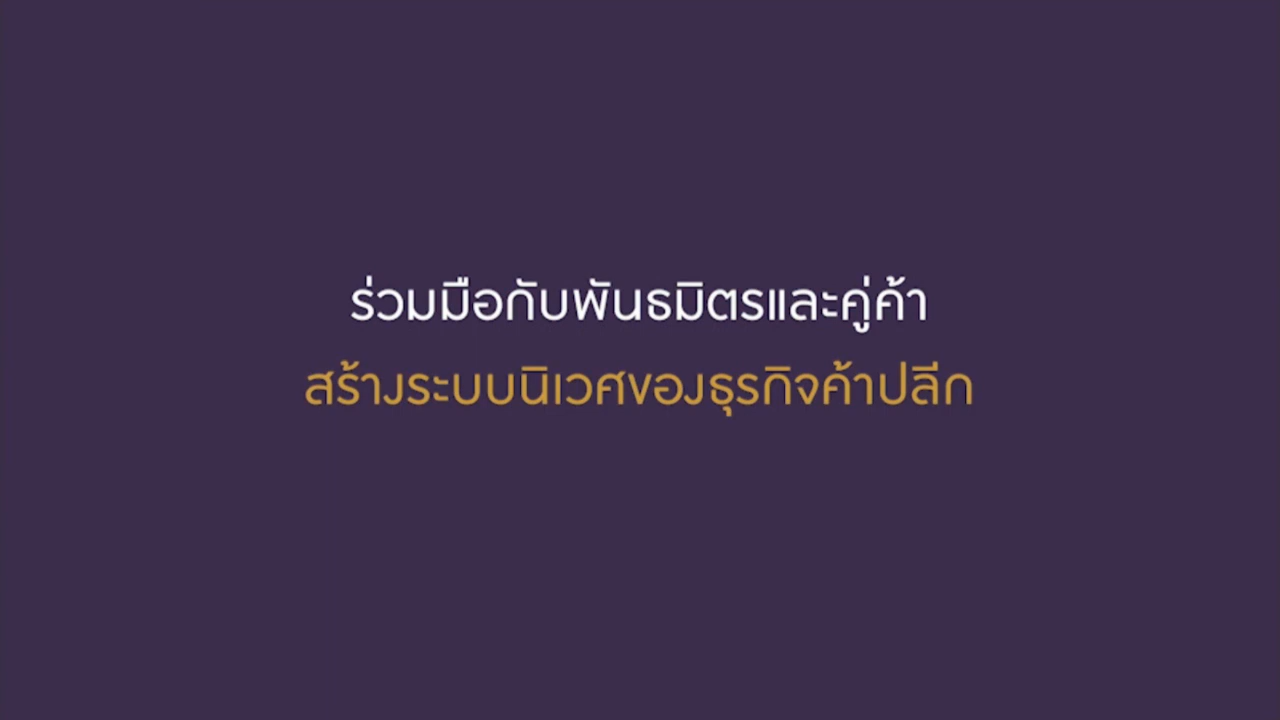 ร่วมมือกับพันธมิตรและคู่ค้า
สร้างระบบนิเวศของธุรกิจค้าปลีก